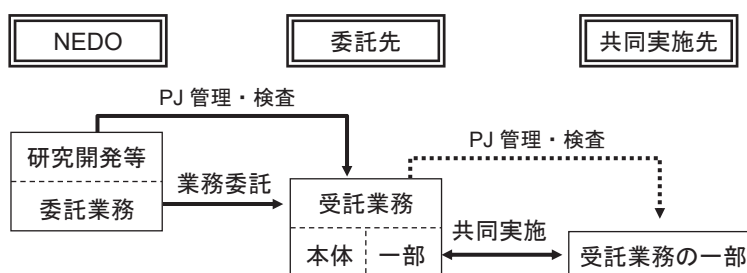 NEDO
委託先
共同実施先
PJ 管理・検査
PJ 管理・検査
研究開発等
委託業務
業務委託
受託業務
本体
一部
共同実施
受託業務の一部